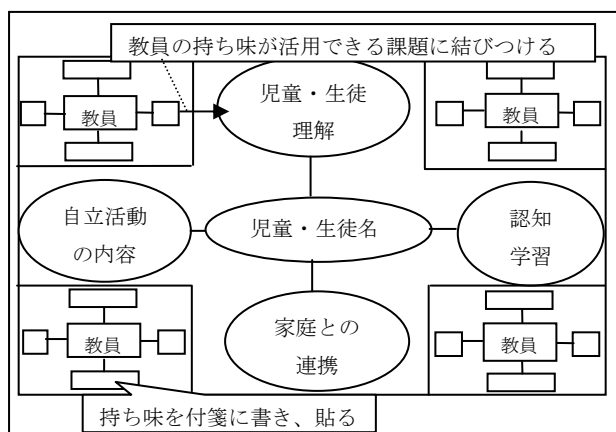 教員の持ち味が活用できる課題に結びつける
教員
児童・生徒
理解
教員
自立活動
の内容
児童・生徒名
認知
学習
教員
家庭との
連携
教員
持ち味を付箋に書き、貼る